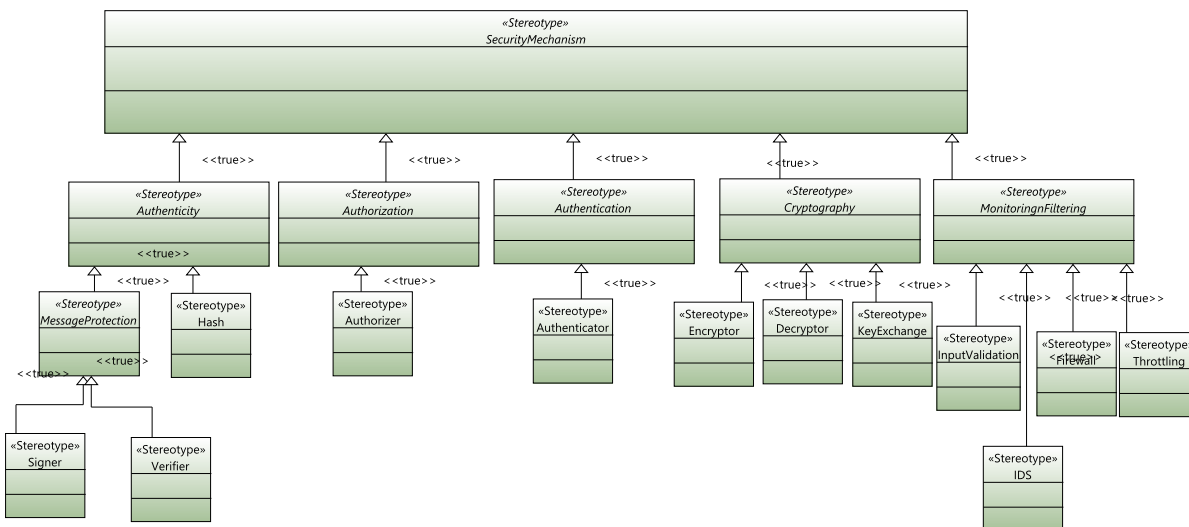 «Stereotype»
SecurityMechanism
<<true>>
<<true>>
<<true>>
<<true>>
<<true>>
«Stereotype»
Authenticity
«Stereotype»
Authorization
«Stereotype»
Authentication
«Stereotype»
Cryptography
«Stereotype»
MonitoringnFiltering
<<true>>
<<true>>
<<true>>
<<true>>
<<true>>
<<true>>
<<true>>
<<true>>
<<true>>
<<true>>
«Stereotype»
MessageProtection
«Stereotype»
Hash
«Stereotype»
Authorizer
«Stereotype»
Authenticator
«Stereotype»
Encryptor
«Stereotype»
Decryptor
«Stereotype»
KeyExchange
«Stereotype»
InputValidation
«Stereotype»
Firewall
<<true>>
«Stereotype»
Throttling
<<true>>
<<true>>
«Stereotype»
Signer
«Stereotype»
Verifier
«Stereotype»
IDS